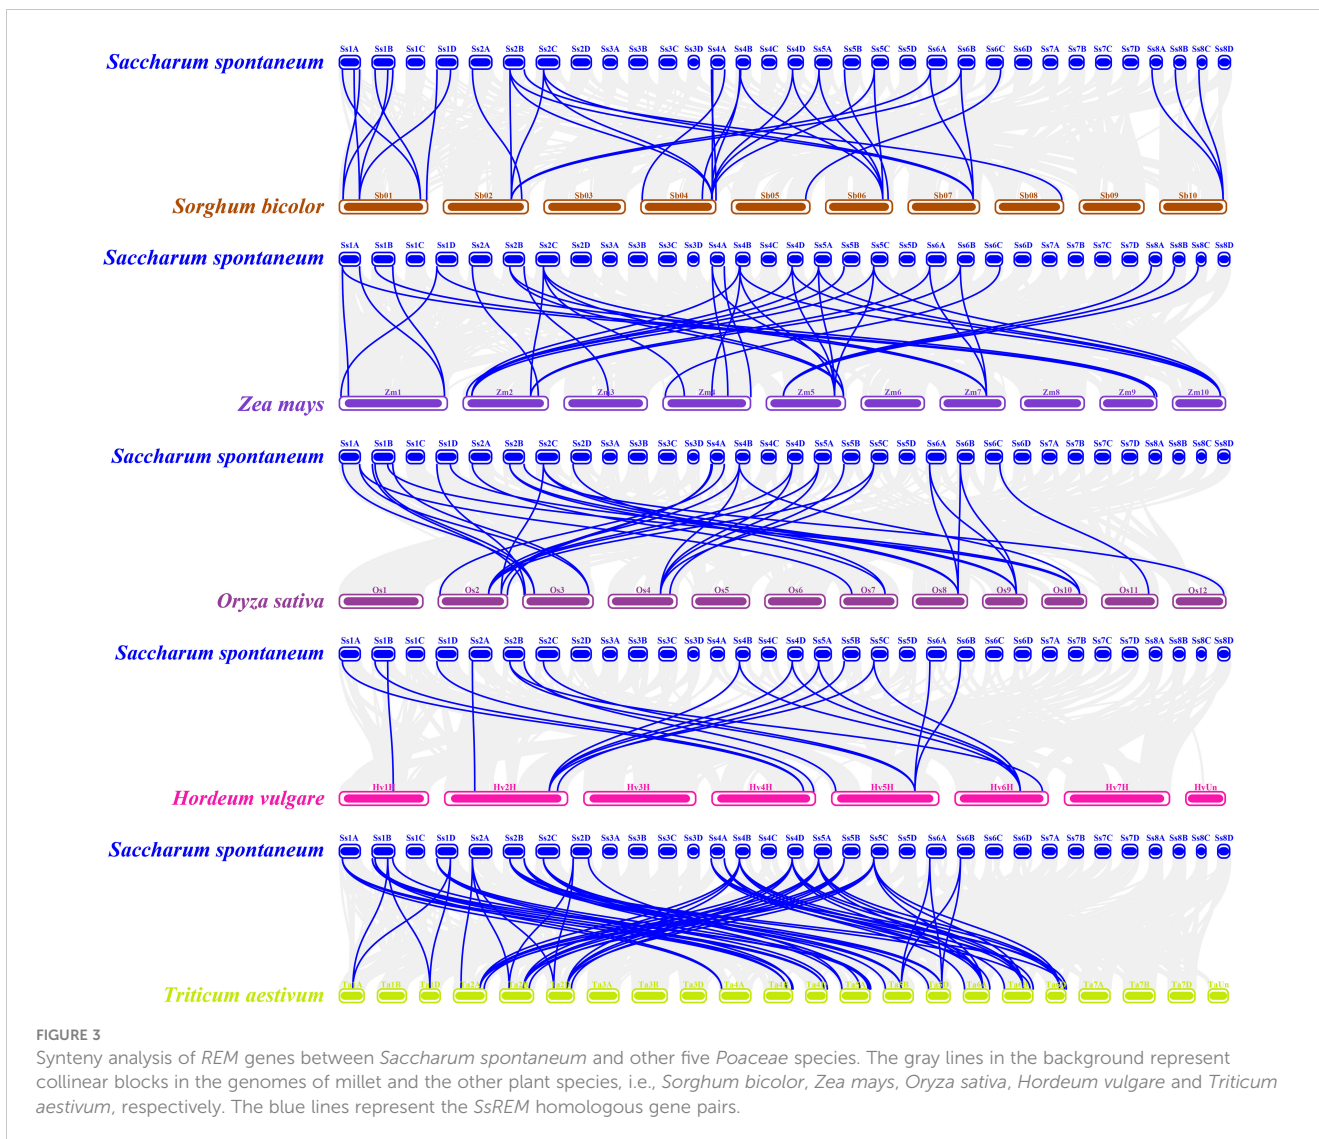 Ss1A Ss1B Ss1C Ss1D Ss2A Ss2B Ss2C Ss2D Ss3A Ss3B Ss3C Ss3D Ss4A Ss4B Ss4C Ss4D Ss5A Ss5B Ss5C Ss5D Ss6A Ss6B Ss6C Ss6D Ss7A Ss7B Ss7C Ss7D Ss8A Ss8B Ss8C Ss8D
Saccharum spontaneum
Sb01 Sb02 Sb03 Sb04 Sb05 Sb06 Sb07 Sb08 Sb09 Sb10
Sorghum bicolor
Ss1A Ss1B Ss1C Ss1D Ss2A Ss2B Ss2C Ss2D Ss3A Ss3B Ss3C Ss3D Ss4A Ss4B Ss4C Ss4D Ss5A Ss5B Ss5C Ss5D Ss6A Ss6B Ss6C Ss6D Ss7A Ss7B Ss7C Ss7D Ss8A Ss8B Ss8C Ss8D
Saccharum spontaneum
Zm1 Zm2 Zm3 Zm4 Zm5 Zm6 Zm7 Zm8 Zm9 Zm10
Zea mays
Ss1A Ss1B Ss1C Ss1D Ss2A Ss2B Ss2C Ss2D Ss3A Ss3B Ss3C Ss3D Ss4A Ss4B Ss4C Ss4D Ss5A Ss5B Ss5C Ss5D Ss6A Ss6B Ss6C Ss6D Ss7A Ss7B Ss7C Ss7D Ss8A Ss8B Ss8C Ss8D
Saccharum spontaneum
Os1 Os2 Os3 Os4 Os5 Os6 Os7 Os8 Os9 Os10 Os11 Os12
Oryza sativa
Ss1A Ss1B Ss1C Ss1D Ss2A Ss2B Ss2C Ss2D Ss3A Ss3B Ss3C Ss3D Ss4A Ss4B Ss4C Ss4D Ss5A Ss5B Ss5C Ss5D Ss6A Ss6B Ss6C Ss6D Ss7A Ss7B Ss7C Ss7D Ss8A Ss8B Ss8C Ss8D
Saccharum spontaneum
Hv1H Hv2H Hv3H Hv4H Hv5H Hv6H Hv7H HvUn
Hordeum vulgare
Ss1A Ss1B Ss1C Ss1D Ss2A Ss2B Ss2C Ss2D Ss3A Ss3B Ss3C Ss3D Ss4A Ss4B Ss4C Ss4D Ss5A Ss5B Ss5C Ss5D Ss6A Ss6B Ss6C Ss6D Ss7A Ss7B Ss7C Ss7D Ss8A Ss8B Ss8C Ss8D
Saccharum spontaneum
Ta1B Ta1D Ta2A Ta3A Ta3B Ta3D Ta4A Ta7A Ta7B Ta7D TaUn
Triticum aestivum
FIGURE 3
Synteny analysis of REM genes between Saccharum spontaneum and other five Poaceae species. The gray lines in the background represent
collinear blocks in the genomes of millet and the other plant species, i.e., Sorghum bicolor, Zea mays, Oryza sativa, Hordeum vulgare and Triticum
aestivum, respectively. The blue lines represent the SsREM homologous gene pairs.